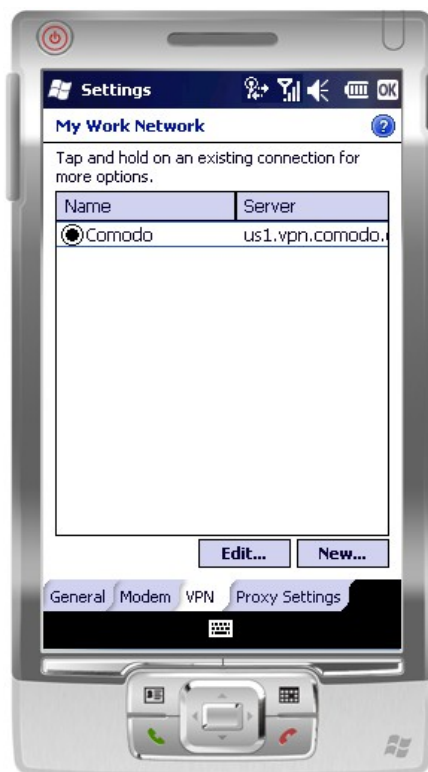 Settings
OK
My Work Network
?
Tap and hold on an existing connection for
more options.
Name Server
Comodo us1.vpn.comodo.
Edit... New...
General Modem VPN Proxy Settings